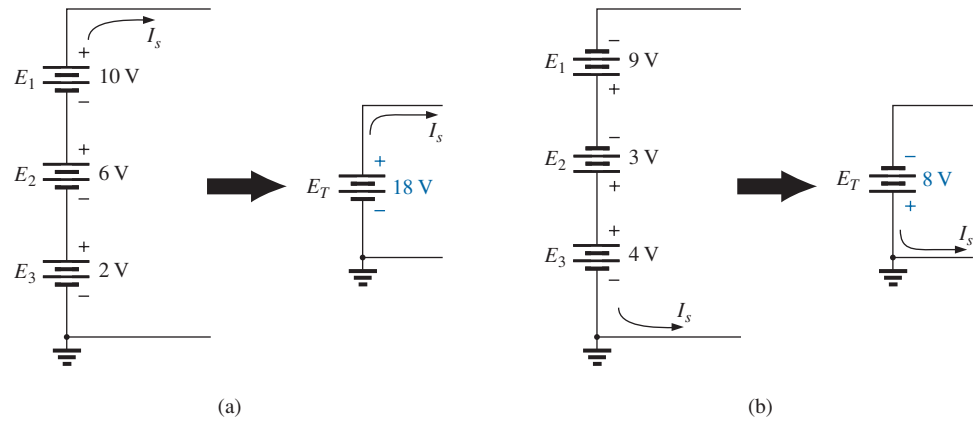 +
I_s
E_1
10 V
−
+
E_2
6 V
−
+
E_3
2 V
−
I_s
+
E_T
18 V
−
(a)
−
E_1
9 V
+
−
E_2
3 V
+
+
E_3
4 V
−
I_s
−
E_T
8 V
+
I_s
(b)